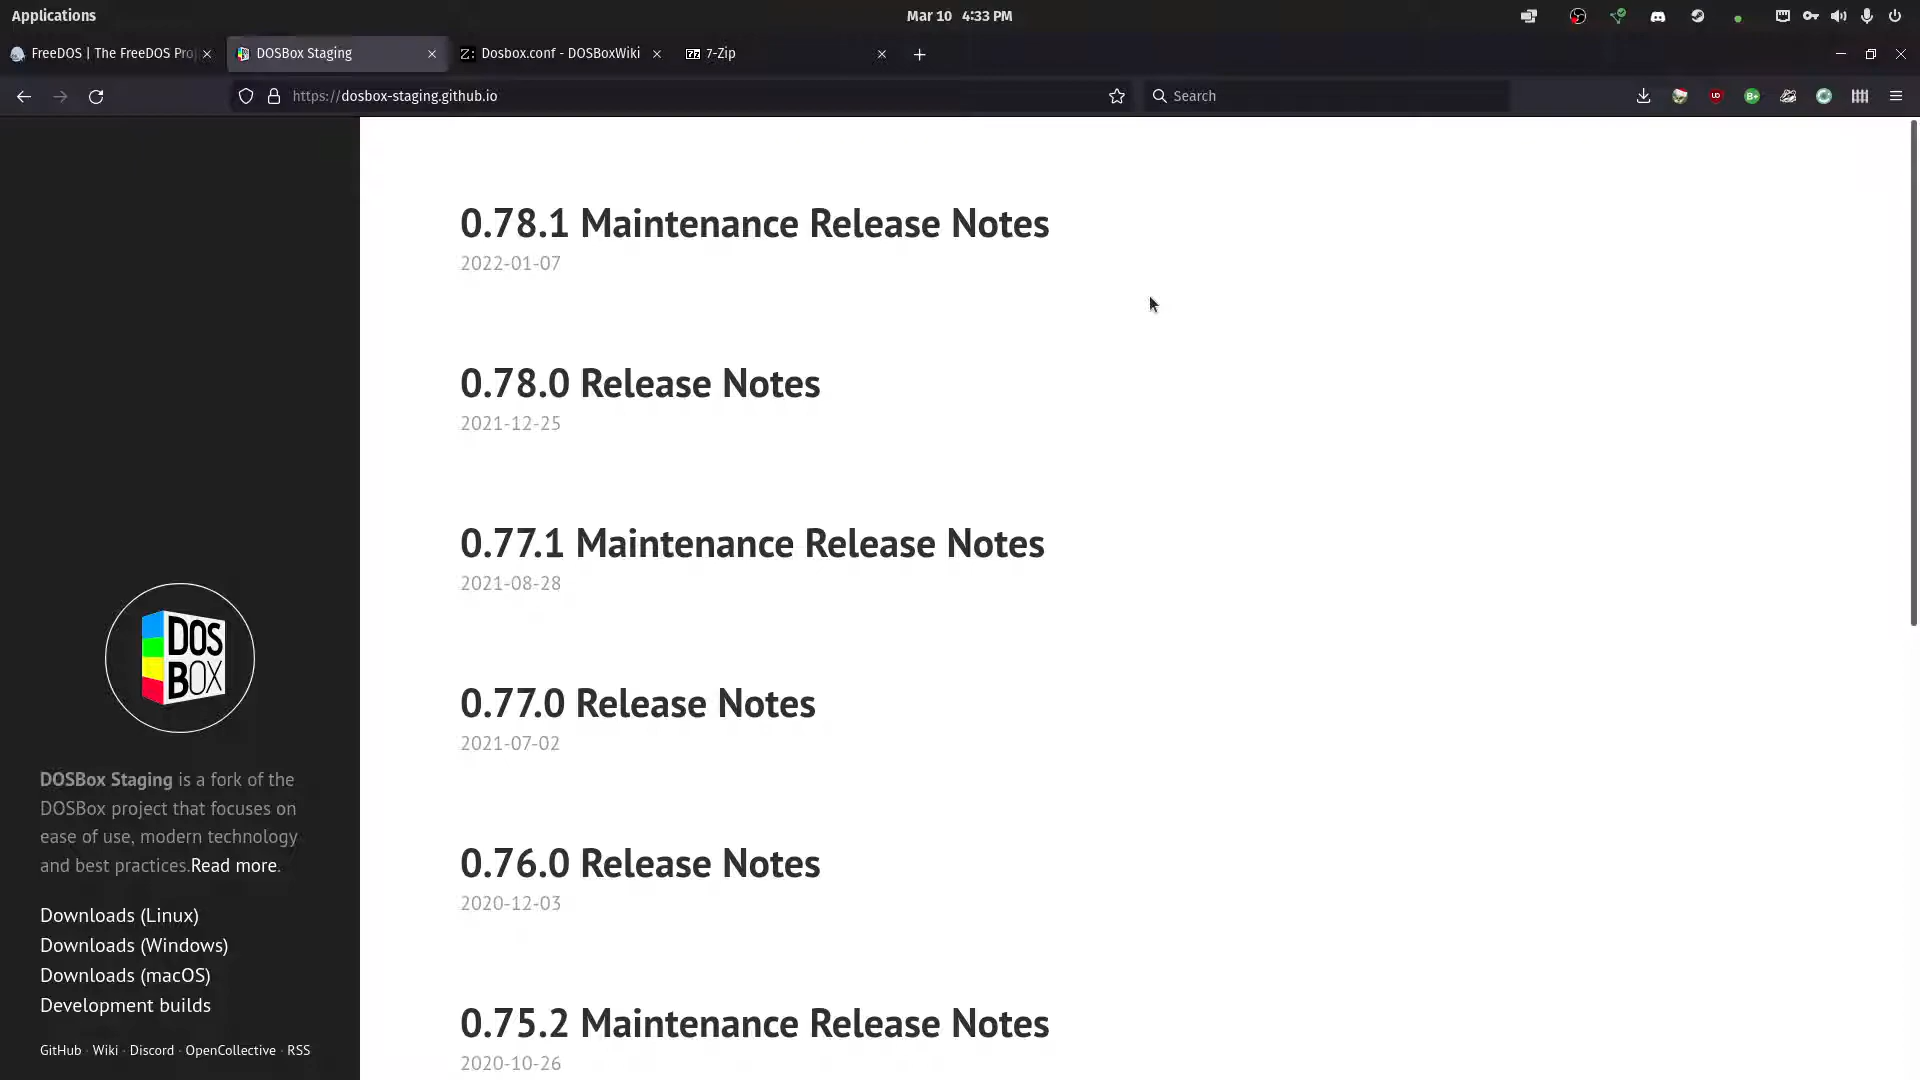 Applications
Mar 10 4:33 PM
FreeDOS | The FreeDOS Proj
DOSBox Staging
Z:
Dosbox.conf - DOSBoxWiki
7z
7-Zip
https://dosbox-staging.github.io
Search
UD
B+
0.78.1 Maintenance Release Notes
2022-01-07
0.78.0 Release Notes
2021-12-25
0.77.1 Maintenance Release Notes
2021-08-28
0.77.0 Release Notes
2021-07-02
0.76.0 Release Notes
2020-12-03
0.75.2 Maintenance Release Notes
2020-10-26
DOS
BOX
DOSBox Staging is a fork of the
DOSBox project that focuses on
ease of use, modern technology
and best practices.Read more.
Downloads (Linux)
Downloads (Windows)
Downloads (macOS)
Development builds
GitHub · Wiki · Discord · OpenCollective · RSS